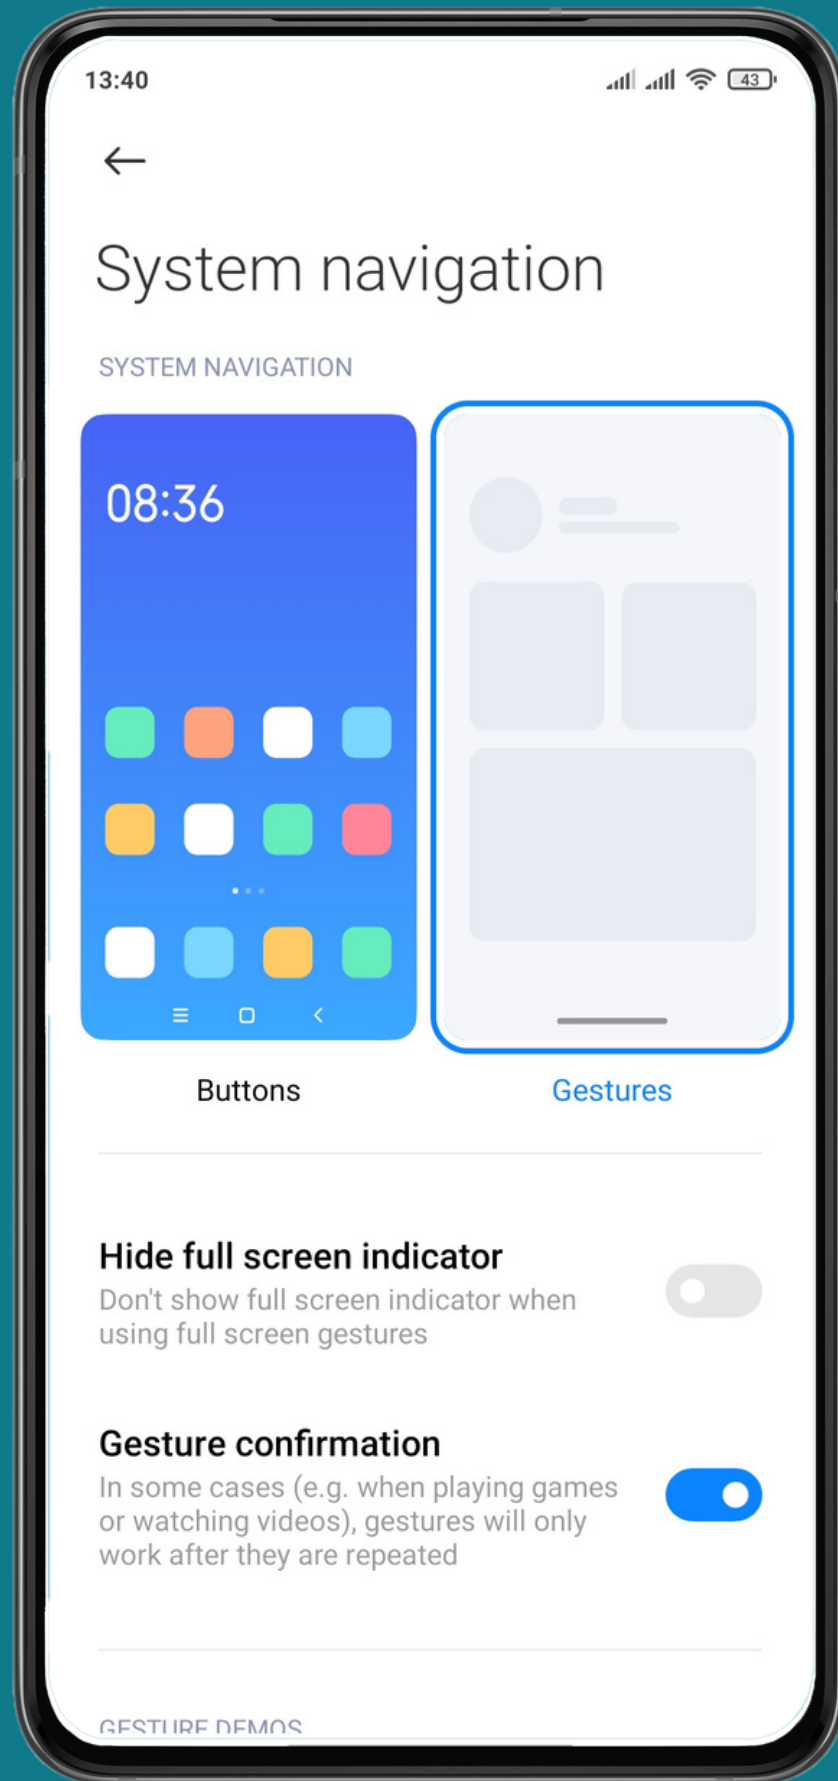 13:40
43
System navigation
SYSTEM NAVIGATION
08:36
Buttons
Gestures
Hide full screen indicator
Don't show full screen indicator when
using full screen gestures
Gesture confirmation
In some cases (e.g. when playing games
or watching videos), gestures will only
work after they are repeated
GESTURE DEMOS